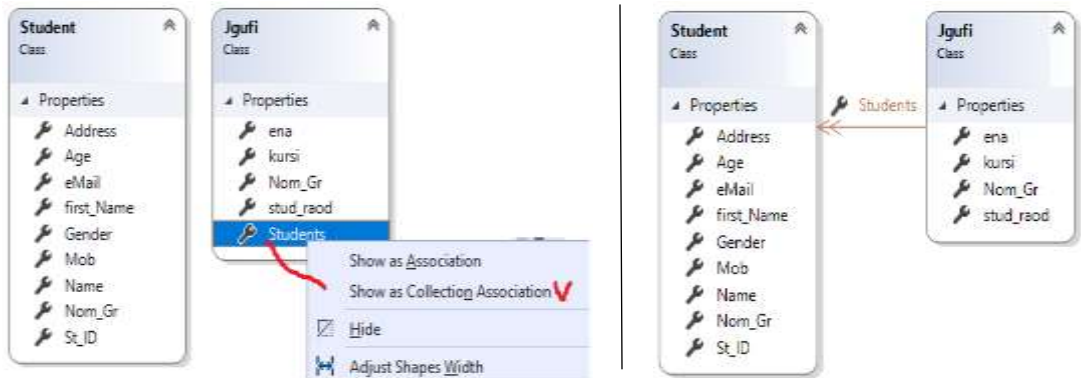 Student
Class
Properties
Address
Age
eMail
first_Name
Gender
Mob
Name
Nom_Gr
St_ID
Jgufi
Class
Properties
ena
kursi
Nom_Gr
stud_raod
Students
Show as Association
Show as Collection Association V
Hide
Adjust Shapes Width
Student
Class
Properties
Address
Age
eMail
first_Name
Gender
Mob
Name
Nom_Gr
St_ID
Students
Jgufi
Class
Properties
ena
kursi
Nom_Gr
stud_raod